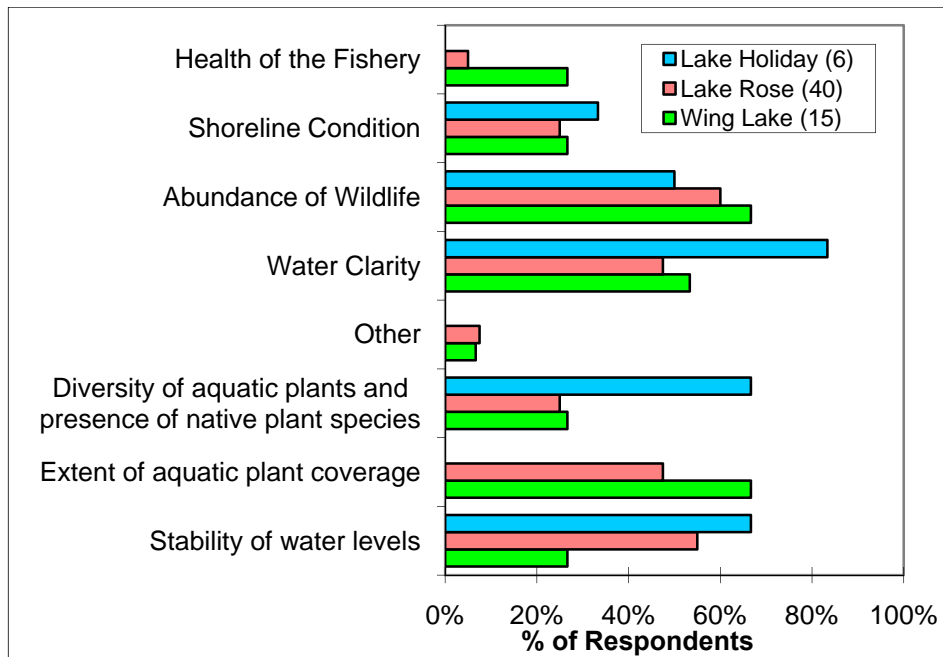 Health of the Fishery
Shoreline Condition
Abundance of Wildlife
Water Clarity
Other
Diversity of aquatic plants and
presence of native plant species
Extent of aquatic plant coverage
Stability of water levels
Lake Holiday (6)
Lake Rose (40)
Wing Lake (15)
0% 20% 40% 60% 80% 100%
% of Respondents